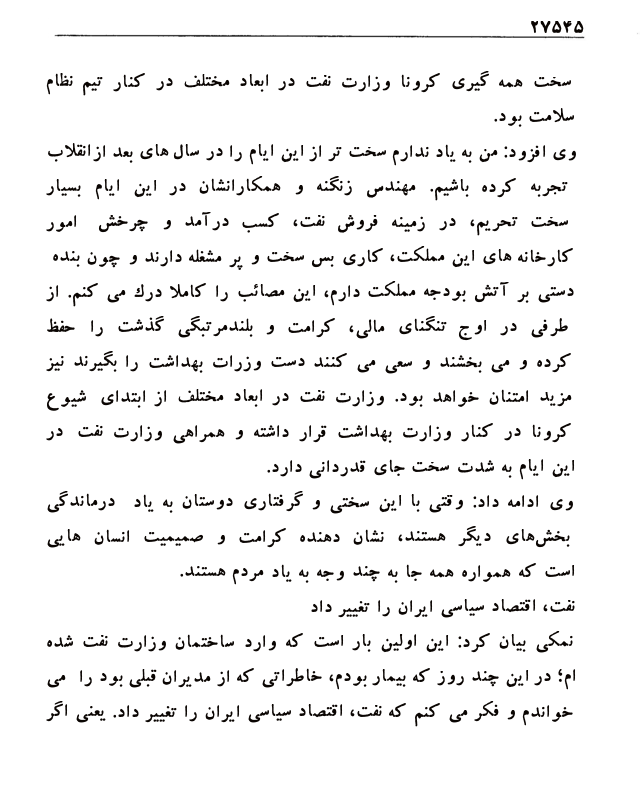 ۲۷۵۴۵
سخت همه گیری کرونا وزارت نفت در ابعاد مختلف در کنار تیم نظام
سلامت بود.
وی افزود: من به یاد ندارم سخت تر از این ایام را در سال های بعد ازانقلاب
تجربه کرده باشیم. مهندس زنگنه و همکارانشان در این ایام بسیار
سخت تحریم، در زمینه فروش نفت، کسب درآمد و چرخش امور
کارخانه های این مملکت، کاری بس سخت و پر مشغله دارند و چون بنده
دستی بر آتش بودجه مملکت دارم، این مصائب را کاملا درك می کنم. از
طرفی در اوج تنگنای مالی، کرامت و بلندمرتبگی گذشت را حفظ
کرده و می بخشند و سعی می کنند دست وزرات بهداشت را بگیرند نیز
مزید امتنان خواهد بود. وزارت نفت در ابعاد مختلف از ابتدای شیوع
کرونا در کنار وزارت بهداشت قرار داشته و همراهی وزارت نفت در
این ایام به شدت سخت جای قدردانی دارد.
وی ادامه داد: وقتی با این سختی و گرفتاری دوستان به یاد درماندگی
بخش‌های دیگر هستند، نشان دهنده کرامت و صمیمیت انسان هایی
است که همواره همه جا به چند وجه به یاد مردم هستند.
نفت، اقتصاد سیاسی ایران را تغییر داد
نمکی بیان کرد: این اولین بار است که وارد ساختمان وزارت نفت شده
ام؛ در این چند روز که بیمار بودم، خاطراتی که از مدیران قبلی بود را می
خواندم و فکر می کنم که نفت، اقتصاد سیاسی ایران را تغییر داد. یعنی اگر